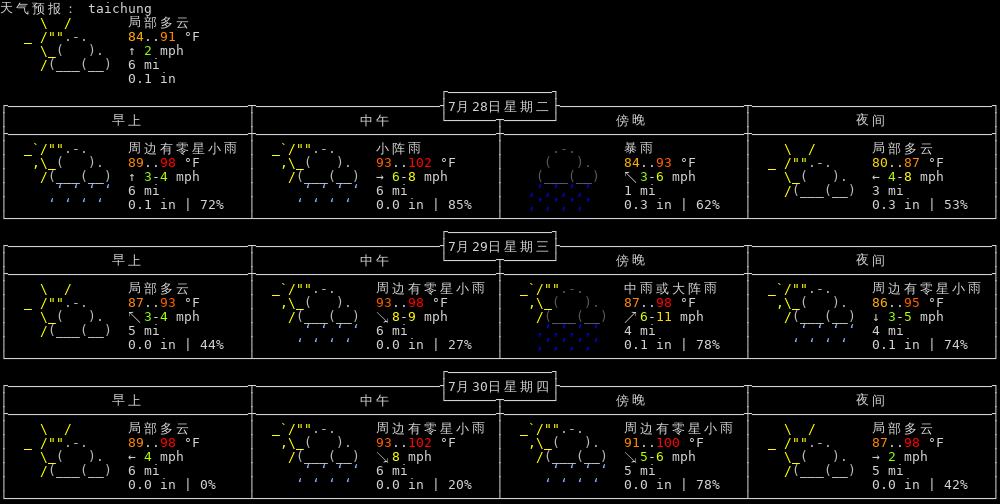 天气预报： taichung
局部多云
84..91 °F
↑ 2 mph
6 mi
0.1 in
7月28日星期二
早上 中午 傍晚 夜间
周边有零星小雨 小阵雨 暴雨 局部多云
89..98 °F 93..102 °F 84..93 °F 80..87 °F
↑ 3-4 mph → 6-8 mph ↖ 3-6 mph ← 4-8 mph
6 mi 6 mi 1 mi 3 mi
0.1 in | 72% 0.0 in | 85% 0.3 in | 62% 0.3 in | 53%
7月29日星期三
早上 中午 傍晚 夜间
局部多云 周边有零星小雨 中雨或大阵雨 周边有零星小雨
87..93 °F 93..98 °F 87..98 °F 86..95 °F
↖ 3-4 mph ↘ 8-9 mph ↗ 6-11 mph ↓ 3-5 mph
5 mi 6 mi 4 mi 4 mi
0.0 in | 44% 0.0 in | 27% 0.1 in | 78% 0.1 in | 74%
7月30日星期四
早上 中午 傍晚 夜间
局部多云 周边有零星小雨 周边有零星小雨 局部多云
89..98 °F 93..102 °F 91..100 °F 87..98 °F
← 4 mph ↘ 8 mph ↘ 5-6 mph → 2 mph
6 mi 6 mi 5 mi 5 mi
0.0 in | 0% 0.0 in | 20% 0.0 in | 78% 0.0 in | 42%